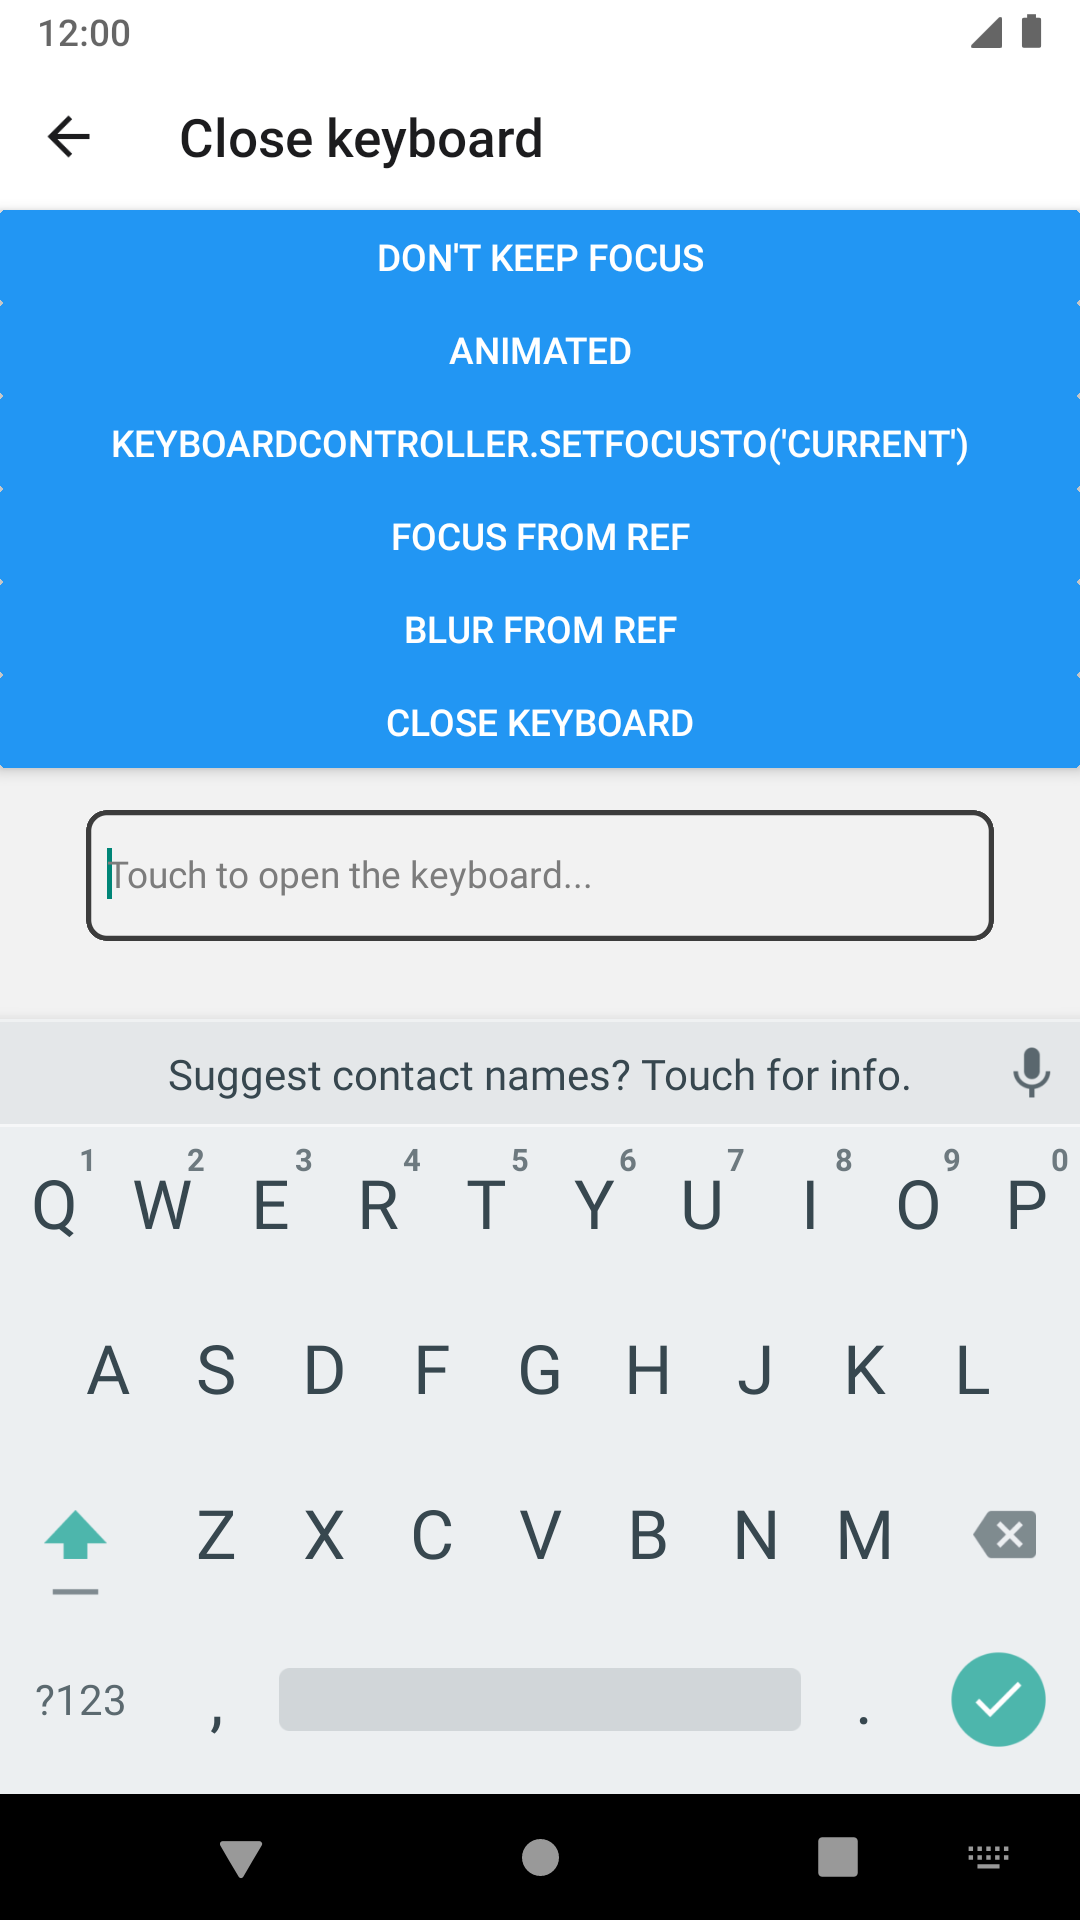 12:00
Close keyboard
DON'T KEEP FOCUS
ANIMATED
KEYBOARDCONTROLLER.SETFOCUSTO('CURRENT')
FOCUS FROM REF
BLUR FROM REF
CLOSE KEYBOARD
Touch to open the keyboard...
Suggest contact names? Touch for info.
1 2 3 4 5 6 7 8 9 0
Q W E R T Y U I O P
A S D F G H J K L
Z X C V B N M
?123 , .